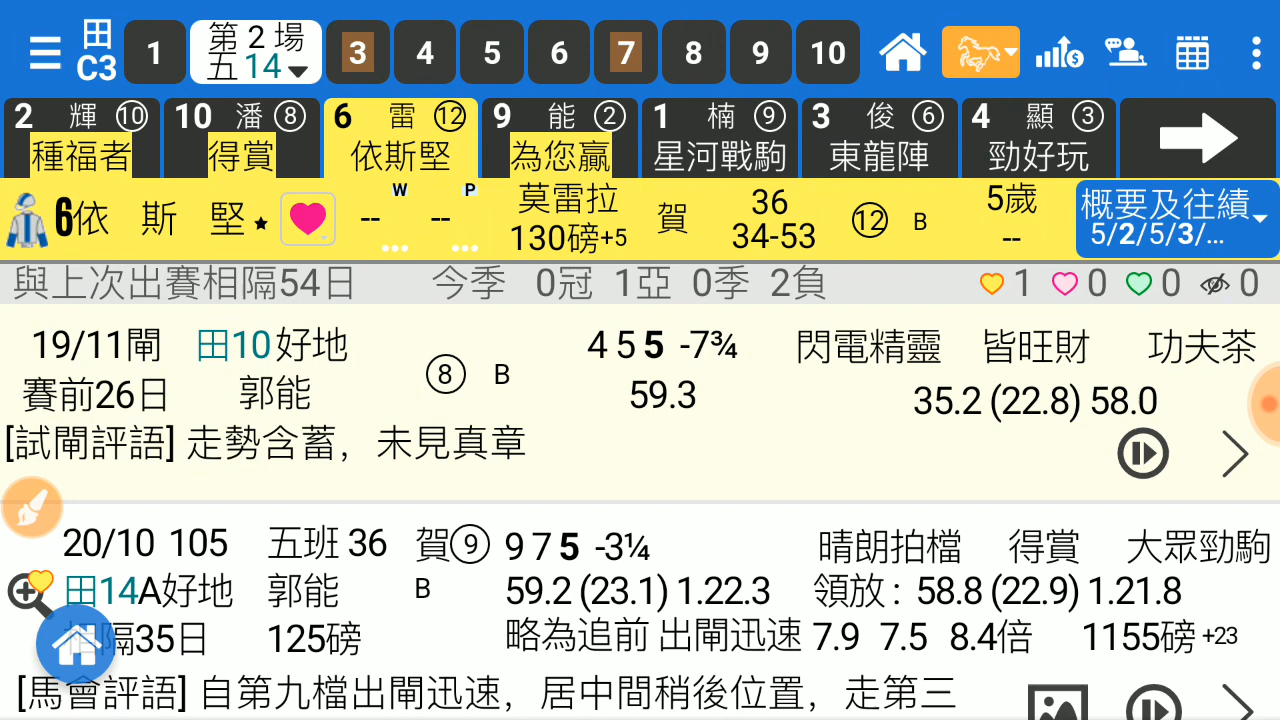 田 C3 1 第 2 場 五 14 3 4 5 6 7 8 9 10
2 輝 10 10 潘 8 6 雷 12 9 能 2 1 楠 9 3 俊 6 4 顯 3
種福者 得賞 依斯堅 為您贏 星河戰駒 東龍陣 勁好玩
6依 斯 堅 ★ W -- P -- 莫雷拉 賀 36 12 B 5歲 概要及往績
130磅+5 34-53 -- 5/2/5/3/...
與上次出賽相隔54日 今季 0冠 1亞 0季 2負 1 0 0 0
19/11閘 田10好地 8 B 4 5 5 -7¾ 閃電精靈 皆旺財 功夫茶
賽前26日 郭能 59.3 35.2 (22.8) 58.0
[試閘評語] 走勢含蓄，未見真章
20/10 105 五班 36 賀9 9 7 5 -3¼ 晴朗拍檔 得賞 大眾勁駒
田14A好地 郭能 B 59.2 (23.1) 1.22.3 領放 : 58.8 (22.9) 1.21.8
相隔35日 125磅 略為追前 出閘迅速 7.9 7.5 8.4倍 1155磅 +23
[馬會評語] 自第九檔出閘迅速，居中間稍後位置，走第三